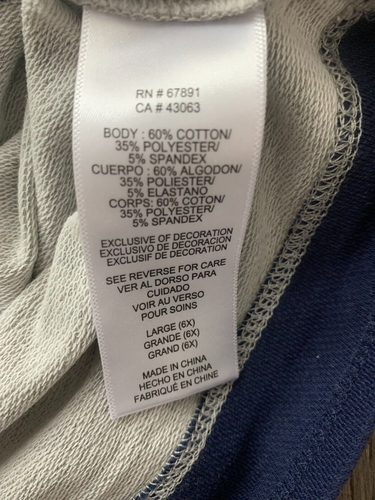 RN # 67891
CA # 43063
BODY : 60% COTTON/
35% POLYESTER/
5% SPANDEX
CUERPO : 60% ALGODON/
35% POLIESTER/
5% ELASTANO
CORPS: 60% COTON/
35% POLYESTER/
5% SPANDEX
EXCLUSIVE OF DECORATION
EXCLUSIVO DE DECORACION
EXCLUSIF DE DECORATION
SEE REVERSE FOR CARE
VER AL DORSO PARA
CUIDADO
VOIR AU VERSO
POUR SOINS
LARGE (6X)
GRANDE (6X)
GRAND (6X)
MADE IN CHINA
HECHO EN CHINA
FABRIQUÉ EN CHINE